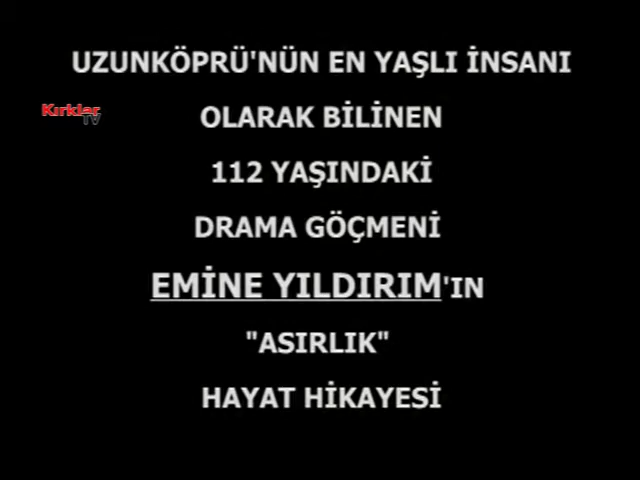 UZUNKÖPRÜ'NÜN EN YAŞLI İNSANI
Kırklar TV
OLARAK BİLİNEN
112 YAŞINDAKİ
DRAMA GÖÇMENİ
EMİNE YILDIRIM'IN
"ASIRLIK"
HAYAT HİKAYESİ